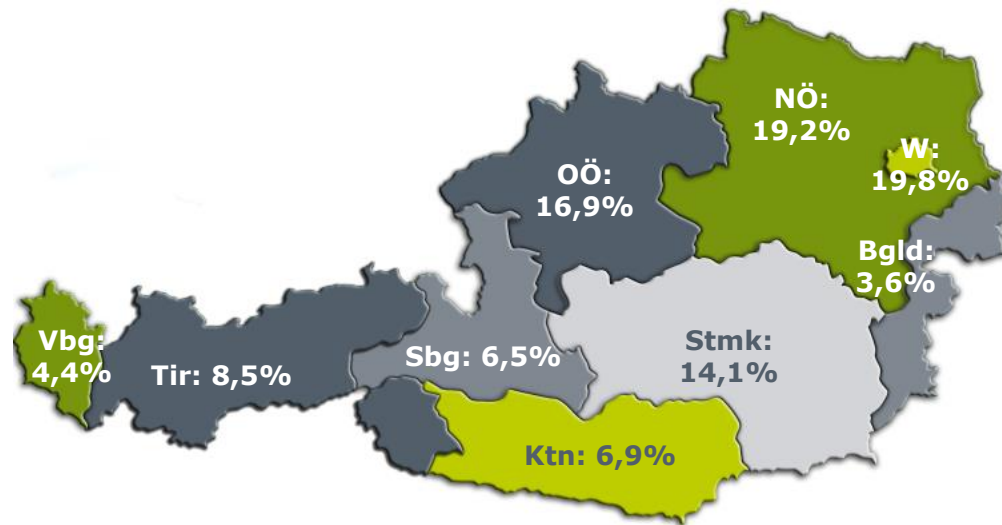 NÖ:
19,2%
W:
19,8%
OÖ:
16,9%
Bgld:
3,6%
Vbg:
4,4%
Tir: 8,5%
Sbg: 6,5%
Stmk:
14,1%
Ktn: 6,9%